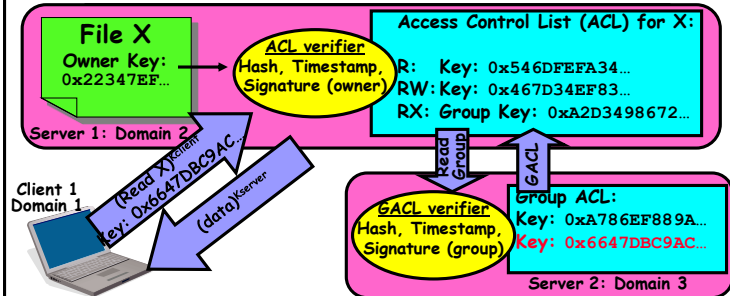 File X
Owner Key:
0x22347EF…
ACL verifier
Hash, Timestamp,
Signature (owner)
Access Control List (ACL) for X:
R: Key: 0x546DFEFA34…
RW: Key: 0x467D34EF83…
RX: Group Key: 0xA2D3498672…
Server 1: Domain 2
Client 1
Domain 1
(Read X)Kclient
Key: 0x6647DBC9AC…
(data)Kserver
Read
Group
GACL
GACL verifier
Hash, Timestamp,
Signature (group)
Group ACL:
Key: 0xA786EF889A…
Key: 0x6647DBC9AC…
Server 2: Domain 3